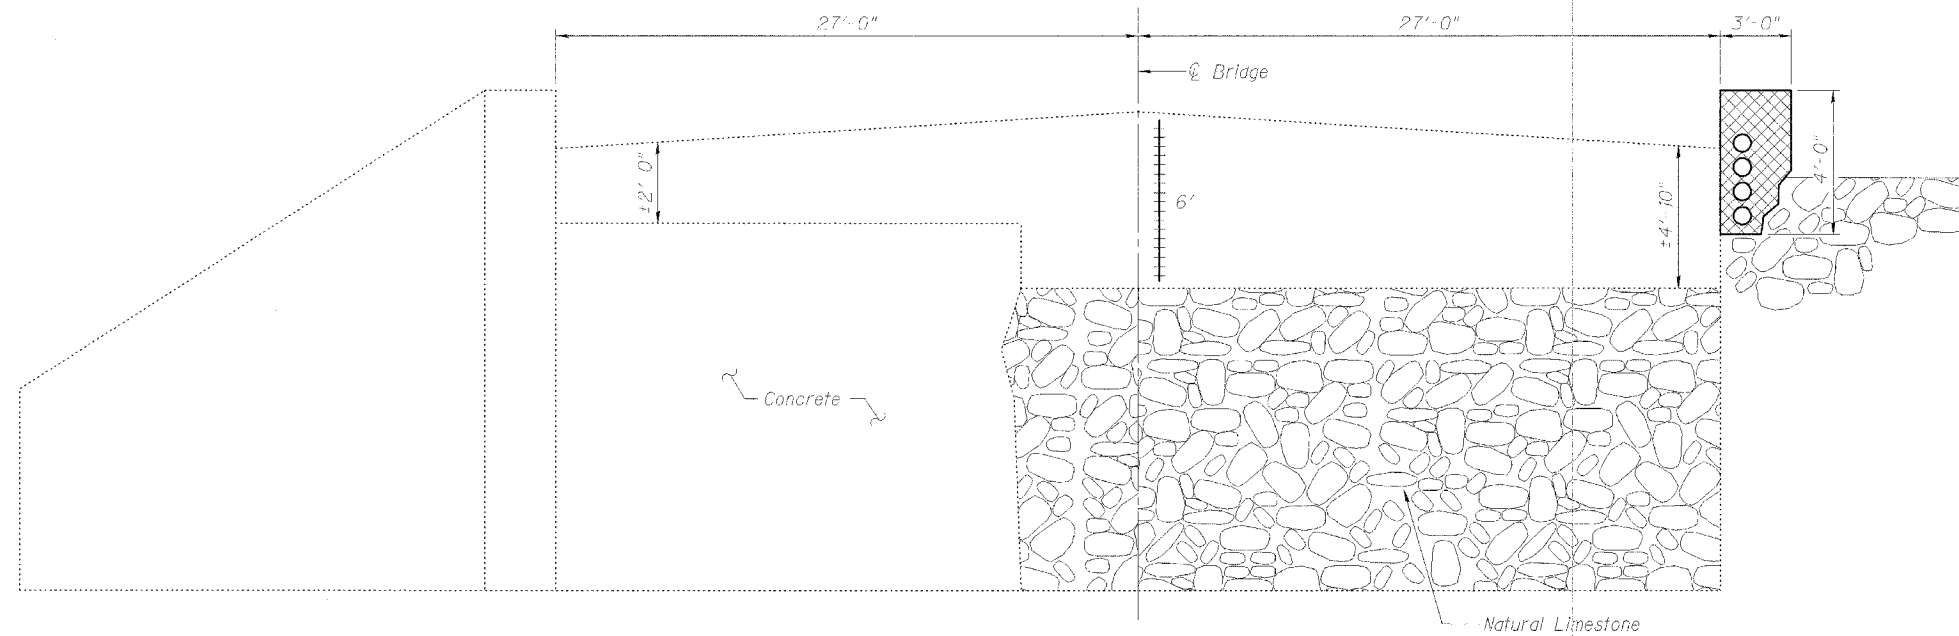 27'-0"
27'-0"
3'-0"
℄ Bridge
±2' 0"
6'
±4'-10"
4'-0"
Concrete
Natural Limestone